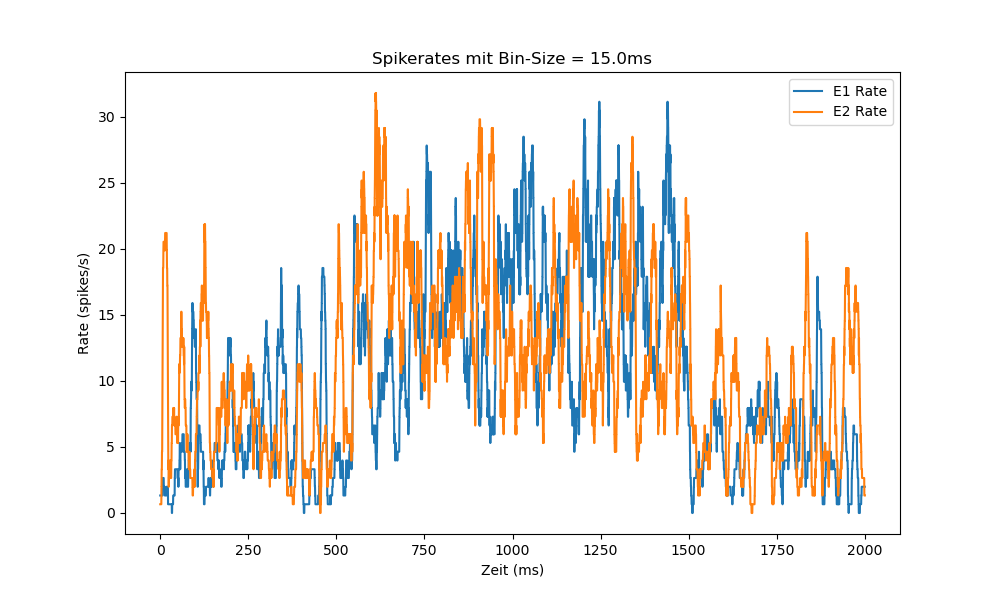 Spikerates mit Bin-Size = 15.0ms
E1 Rate
E2 Rate
Rate (spikes/s)
30
25
20
15
10
5
0
0 250 500 750 1000 1250 1500 1750 2000
Zeit (ms)